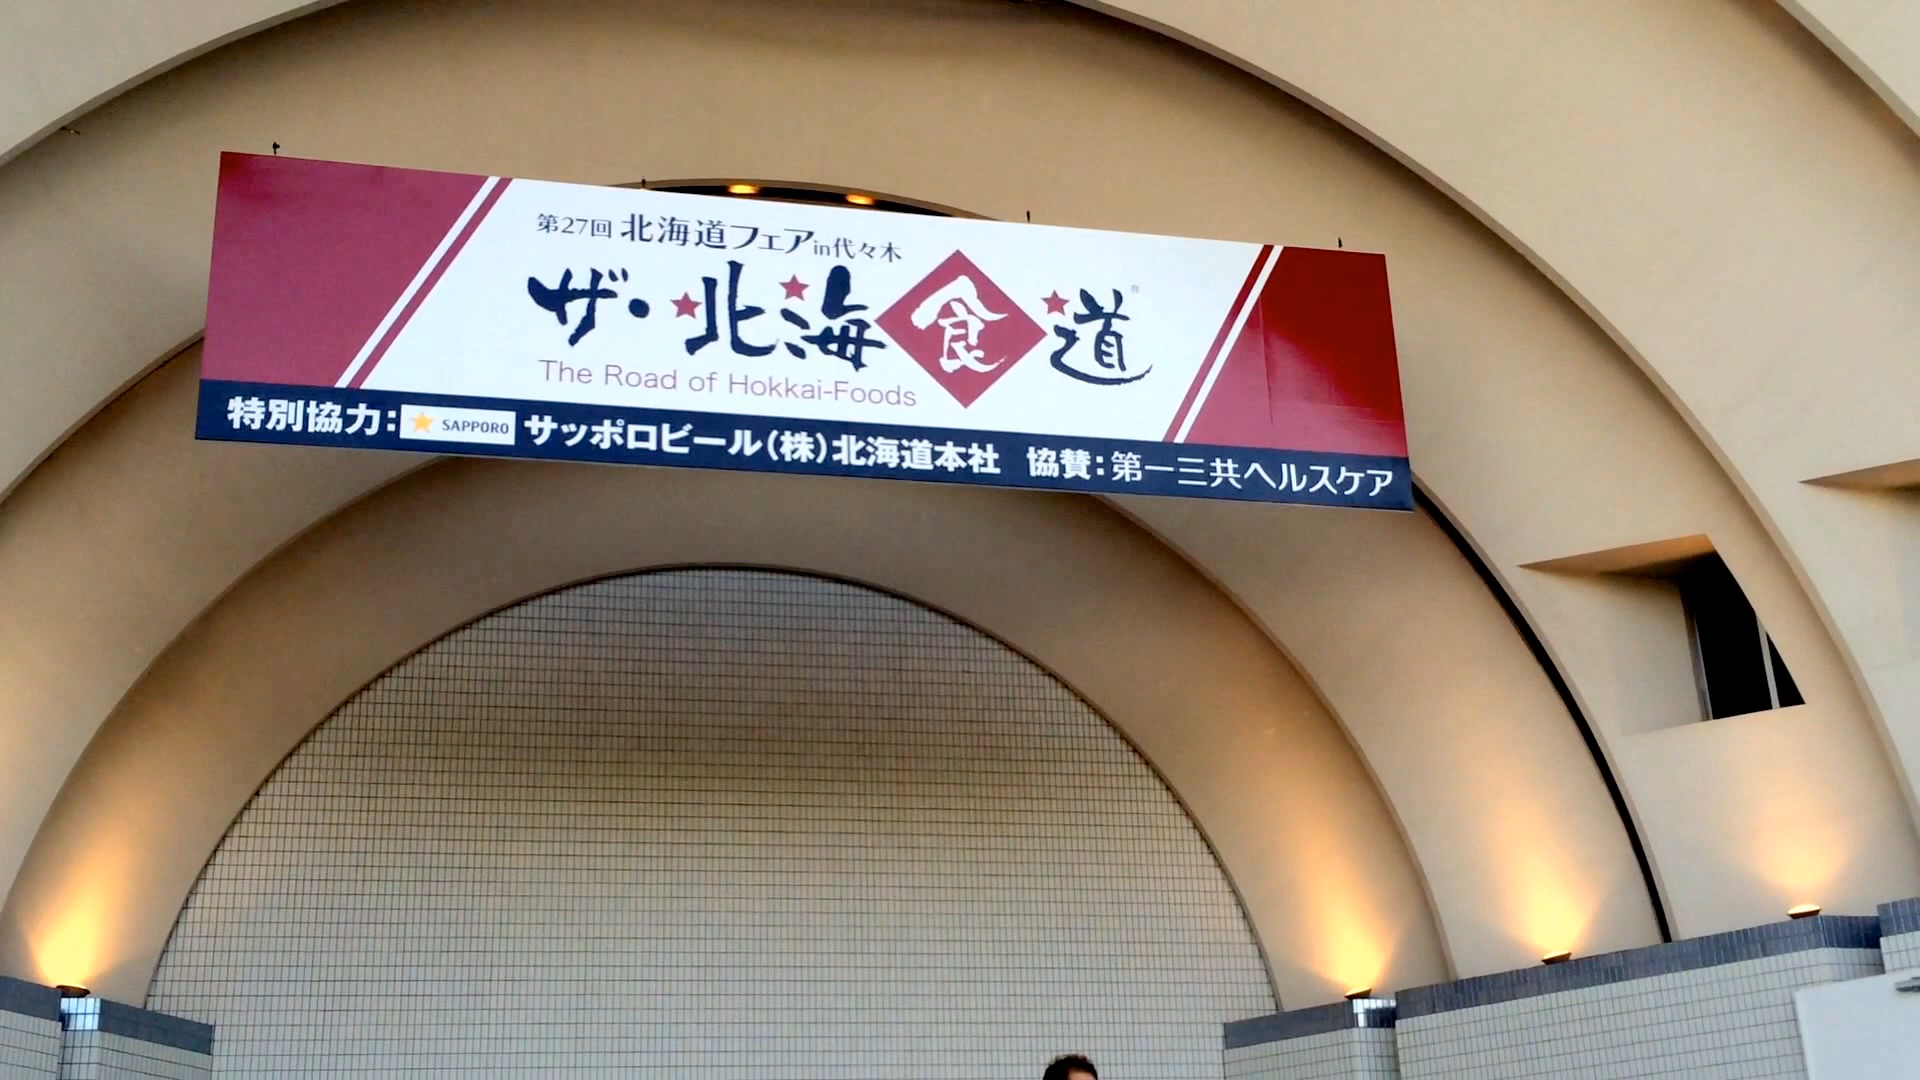 第27回 北海道フェアin代々木
ザ・北海食道
The Road of Hokkai-Foods
特別協力：SAPPORO サッポロビール（株）北海道本社 協賛：第一三共ヘルスケア